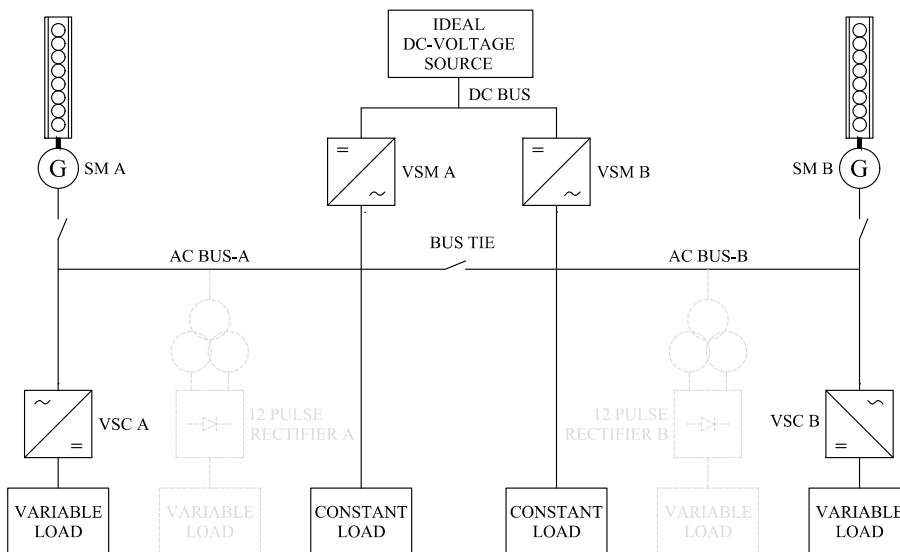 IDEAL
DC-VOLTAGE
SOURCE
DC BUS
G
SM A
VSM A
VSM B
SM B
G
BUS TIE
AC BUS-A
AC BUS-B
VSC A
12 PULSE
RECTIFIER A
12 PULSE
RECTIFIER B
VSC B
VARIABLE
LOAD
VARIABLE
LOAD
CONSTANT
LOAD
CONSTANT
LOAD
VARIABLE
LOAD
VARIABLE
LOAD